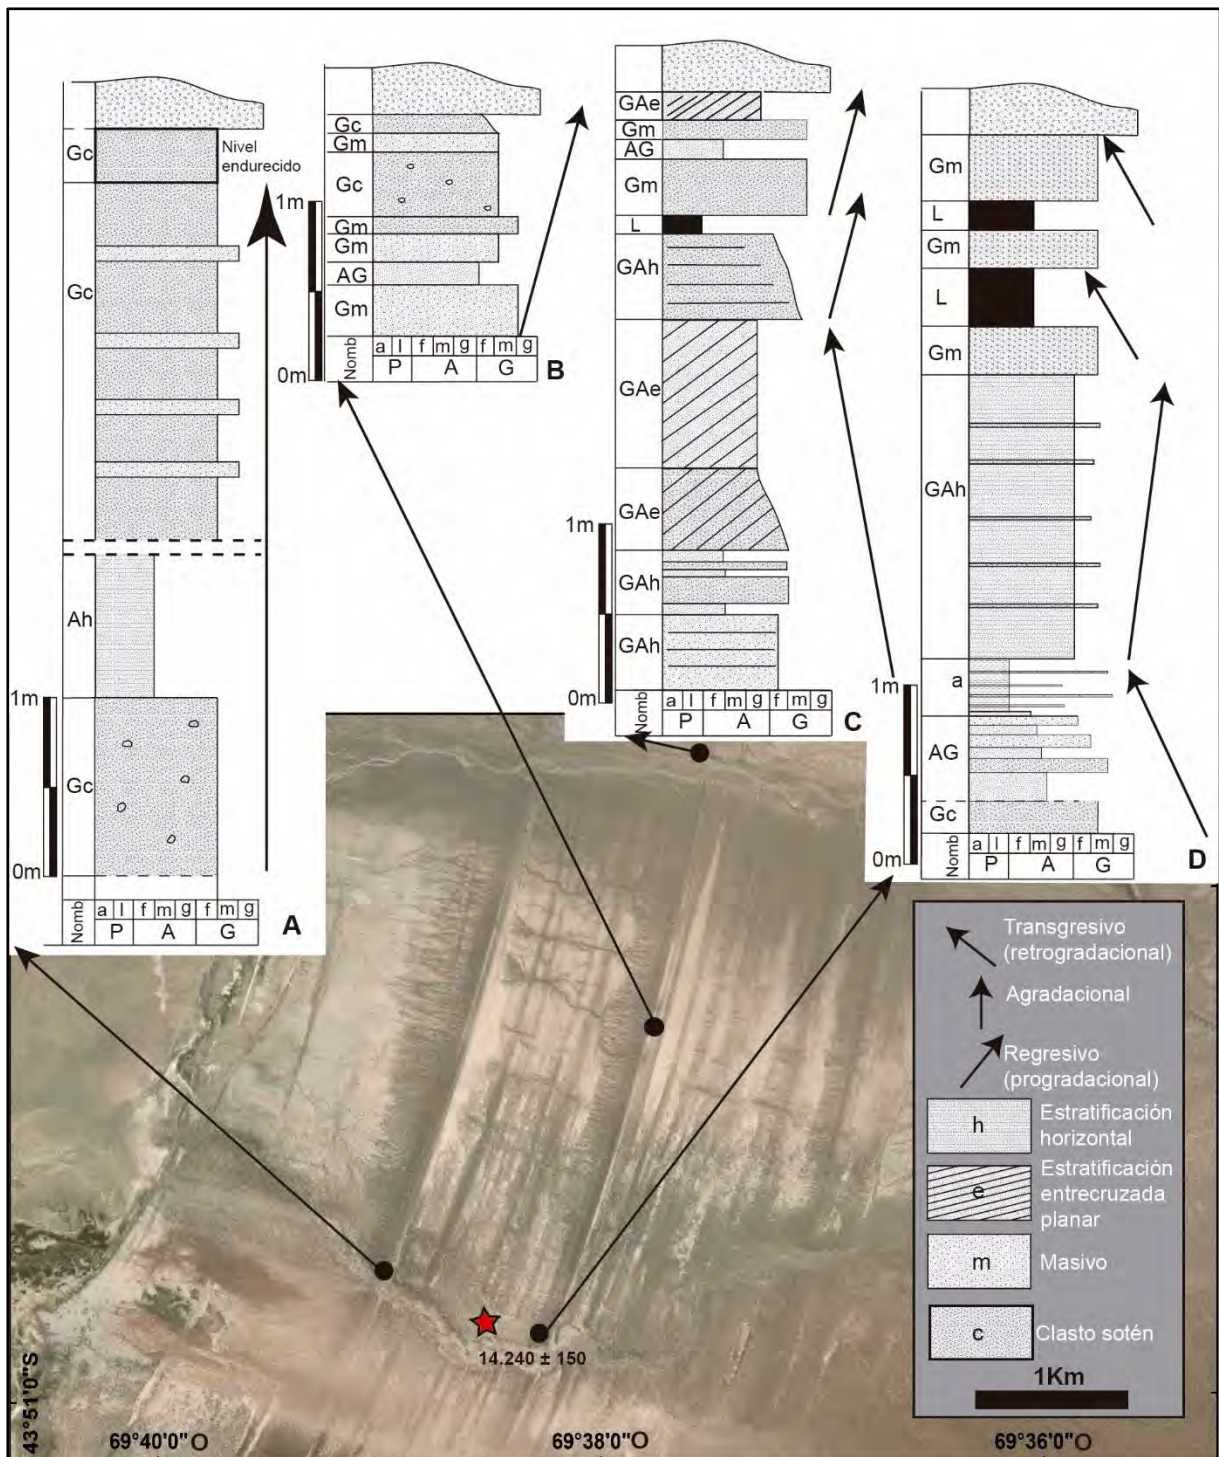 Gc
Nivel
endurecido
Gc
Ah
1m
Gc
0m
Nomb
a l f m g f m g
P A G
A
Gc
Gm
1m
Gc
Gm
Gm
AG
Gm
0m
Nomb
a l f m g f m g
P A G
B
GAe
Gm
AG
Gm
L
GAh
GAe
1m
GAe
GAh
GAh
0m
Nomb
a l f m g f m g
P A G
C
Gm
L
Gm
L
Gm
GAh
1m
a
AG
Gc
0m
Nomb
a l f m g f m g
P A G
D
Transgresivo
(retrogradacional)
Agradacional
Regresivo
(progradacional)
h Estratificación
horizontal
e Estratificación
entrecruzada
planar
m Masivo
c Clasto sotén
1Km
14.240 ± 150
43°51'0"S
69°40'0"O
69°38'0"O
69°36'0"O